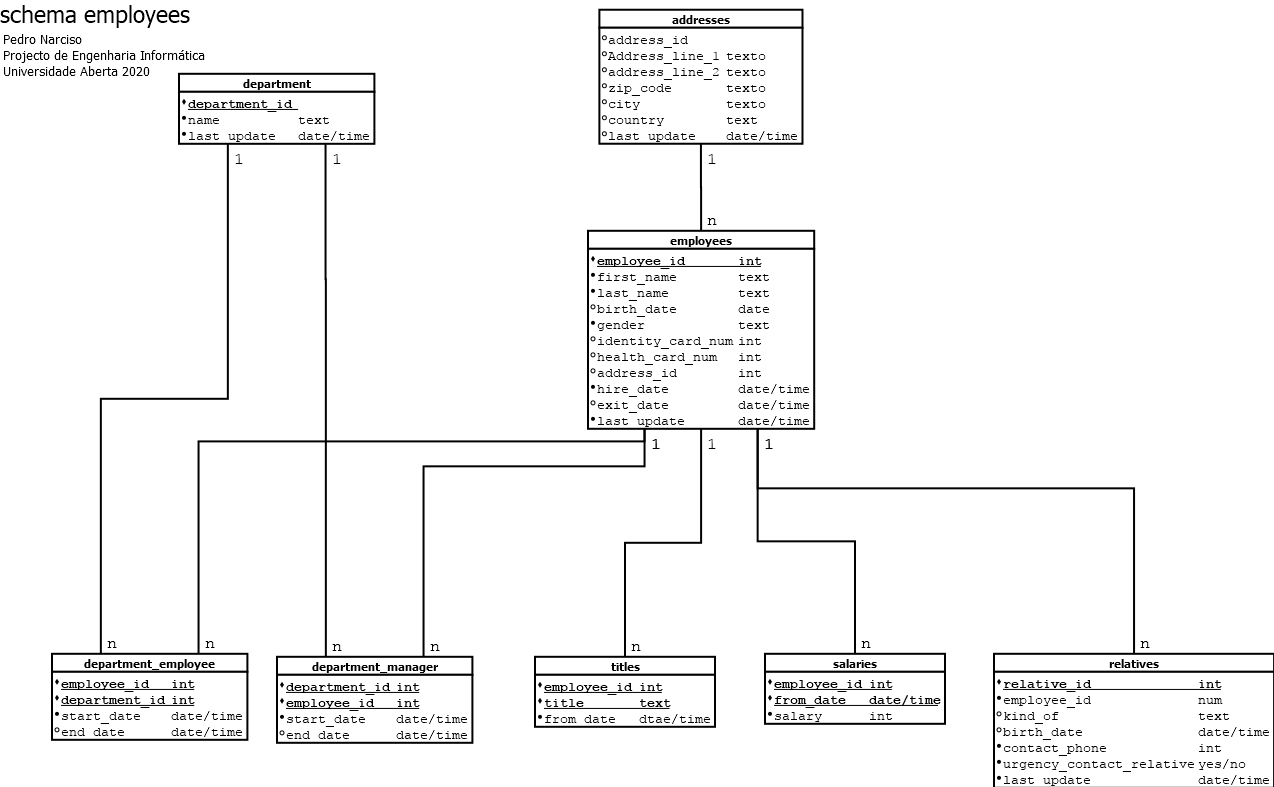 schema employees
Pedro Narciso
Projecto de Engenharia Informática
Universidade Aberta 2020
department
department_id
name text
last_update date/time
1 1
addresses
address_id
Address_line_1 texto
address_line_2 texto
zip_code texto
city texto
country text
last_update date/time
1
n
employees
employee_id int
first_name text
last_name text
birth_date date
gender text
identity_card_num int
health_card_num int
address_id int
hire_date date/time
exit_date date/time
last_update date/time
1 1 1
n n
department_employee
employee_id int
department_id int
start_date date/time
end_date date/time
n n
department_manager
department_id int
employee_id int
start_date date/time
end_date date/time
n
titles
employee_id int
title text
from_date dtae/time
n
salaries
employee_id int
from_date date/time
salary int
n
relatives
relative_id int
employee_id num
kind_of text
birth_date date/time
contact_phone int
urgency_contact_relative yes/no
last_update date/time